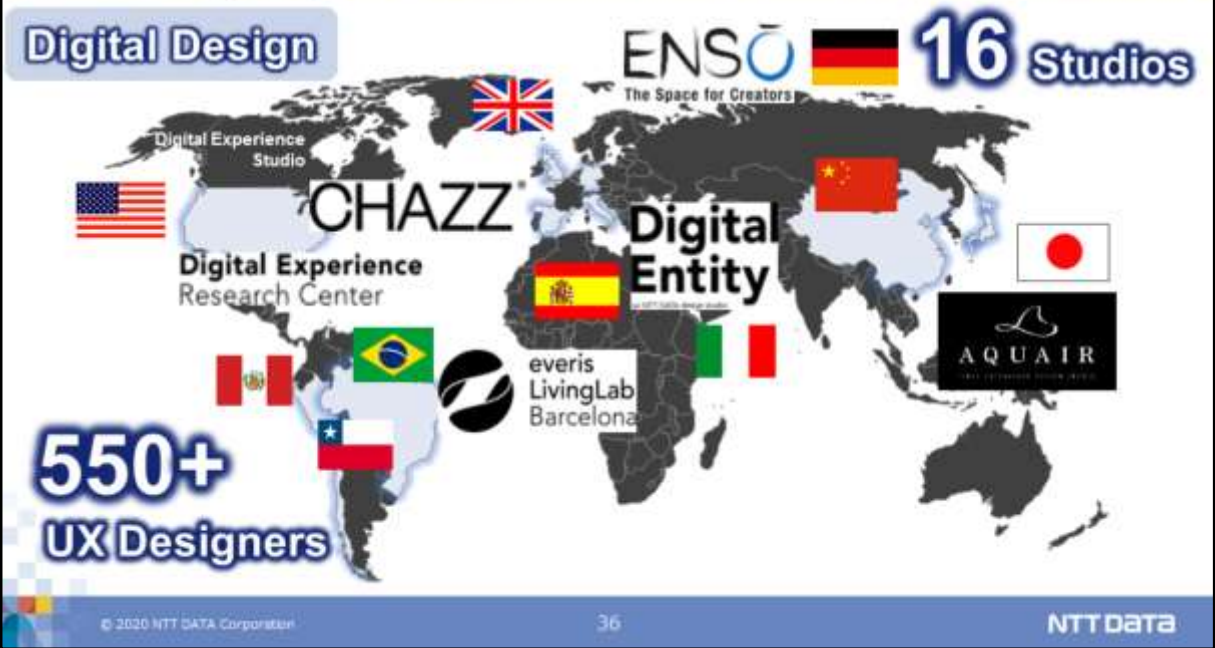 Digital Design
ENSO
The Space for Creators
16 Studios
Digital Experience
Studio
CHAZZ
Digital Experience
Research Center
Digital
Entity
AQUAIR
everis
LivingLab
Barcelona
550+
UX Designers
© 2020 NTT DATA Corporation
36
NTT DATA